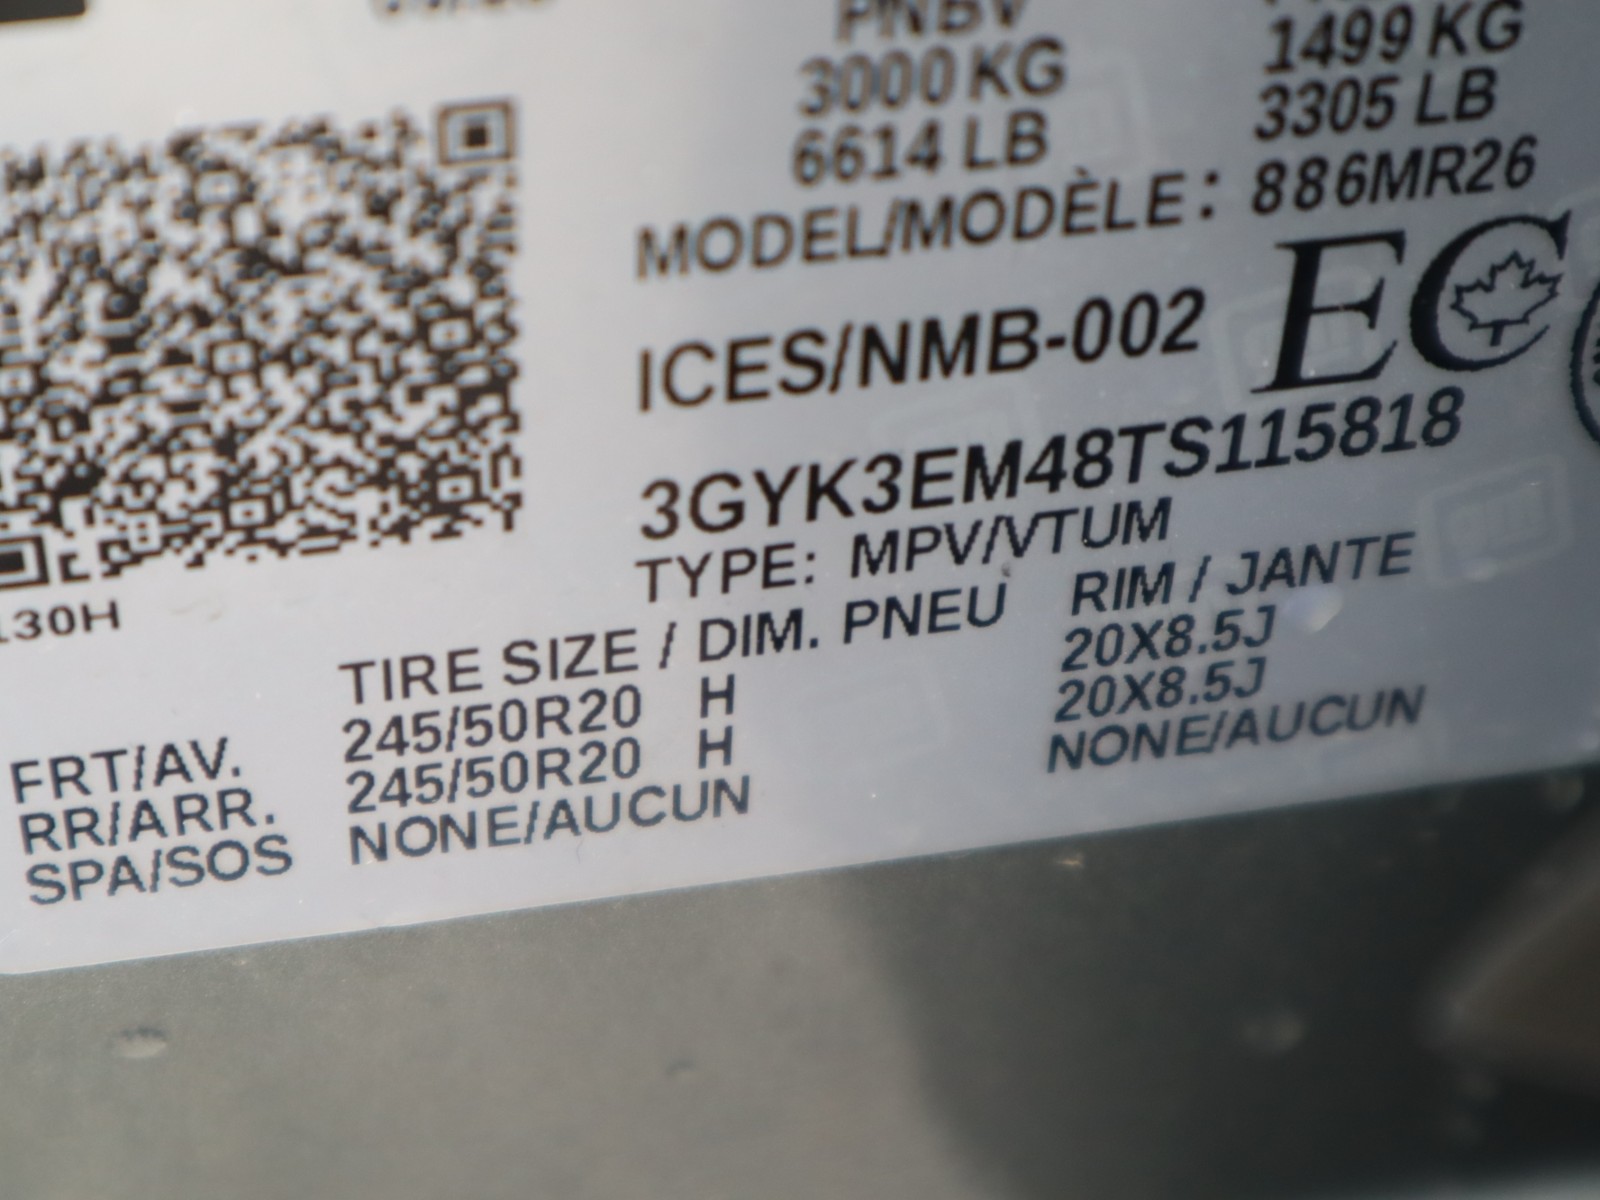 PNBV
3000 KG 1499 KG
6614 LB 3305 LB
MODEL/MODÈLE: 886MR26
ICES/NMB-002 EC
3GYK3EM48TS115818
TYPE: MPV/VTUM
130H
TIRE SIZE / DIM. PNEU RIM / JANTE
FRT/AV. 245/50R20 H 20X8.5J
RR/ARR. 245/50R20 H 20X8.5J
SPA/SOS NONE/AUCUN NONE/AUCUN